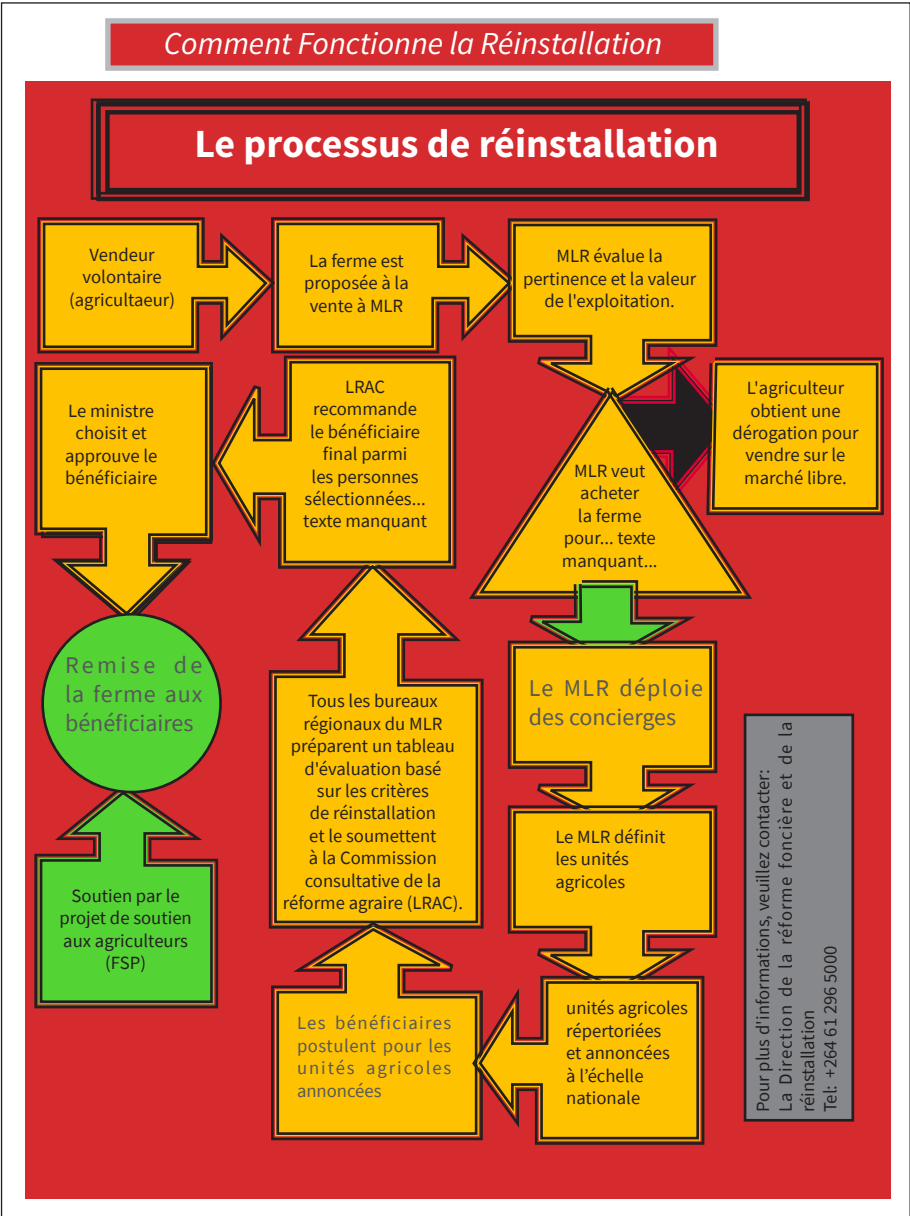 Comment Fonctionne la Réinstallation
Le processus de réinstallation
Vendeur
volontaire
(agricultaeur)
La ferme est
proposée à la
vente à MLR
MLR évalue la
pertinence et la valeur
de l'exploitation.
L'agriculteur
obtient une
dérogation pour
vendre sur le
marché libre.
MLR veut
acheter
la ferme
pour... texte
manquant...
Le MLR déploie
des concierges
Le MLR définit
les unités
agricoles
unités agricoles
répertoriées
et annoncées
à l’échelle
nationale
Les bénéficiaires
postulent pour les
unités agricoles
annoncées
Tous les bureaux
régionaux du MLR
préparent un tableau
d'évaluation basé
sur les critères
de réinstallation
et le soumettent
à la Commission
consultative de la
réforme agraire (LRAC).
LRAC
recommande
le bénéficiaire
final parmi
les personnes
sélectionnées...
texte manquant
Le ministre
choisit et
approuve le
bénéficiaire
Remise de
la ferme aux
bénéficiaires
Soutien par le
projet de soutien
aux agriculteurs
(FSP)
Pour plus d'informations, veuillez contacter:
La Direction de la réforme foncière et de la
réinstallation
Tel: +264 61 296 5000